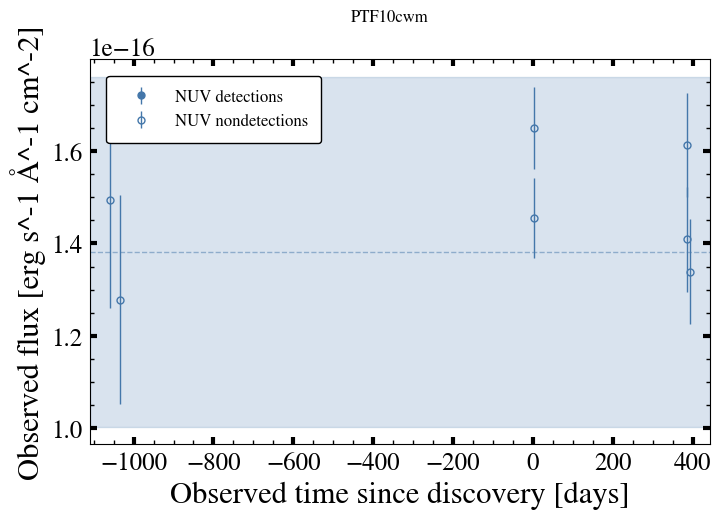 PTF10cwm
1e−16
NUV detections
NUV nondetections
1.6
1.4
1.2
1.0
Observed flux [erg s^-1 Å^-1 cm^-2]
−1000 −800 −600 −400 −200 0 200 400
Observed time since discovery [days]